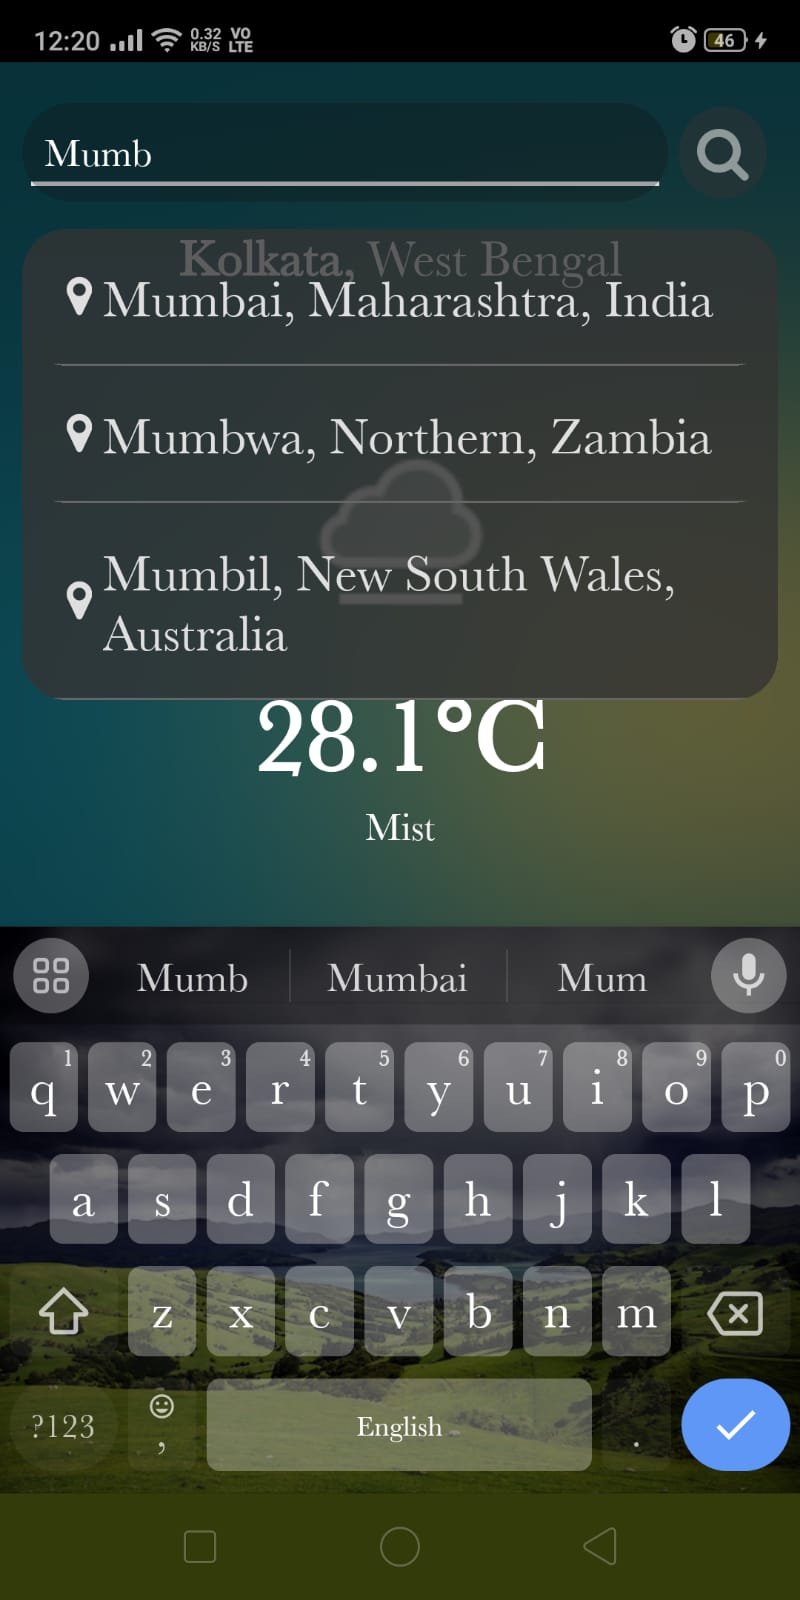 12:20 0.32 KB/S VO LTE 46
Mumb
Kolkata, West Bengal
Mumbai, Maharashtra, India
Mumbwa, Northern, Zambia
Mumbil, New South Wales,
Australia
28.1°C
Mist
Mumb Mumbai Mum
1 2 3 4 5 6 7 8 9 0
q w e r t y u i o p
a s d f g h j k l
z x c v b n m
?123 , English .